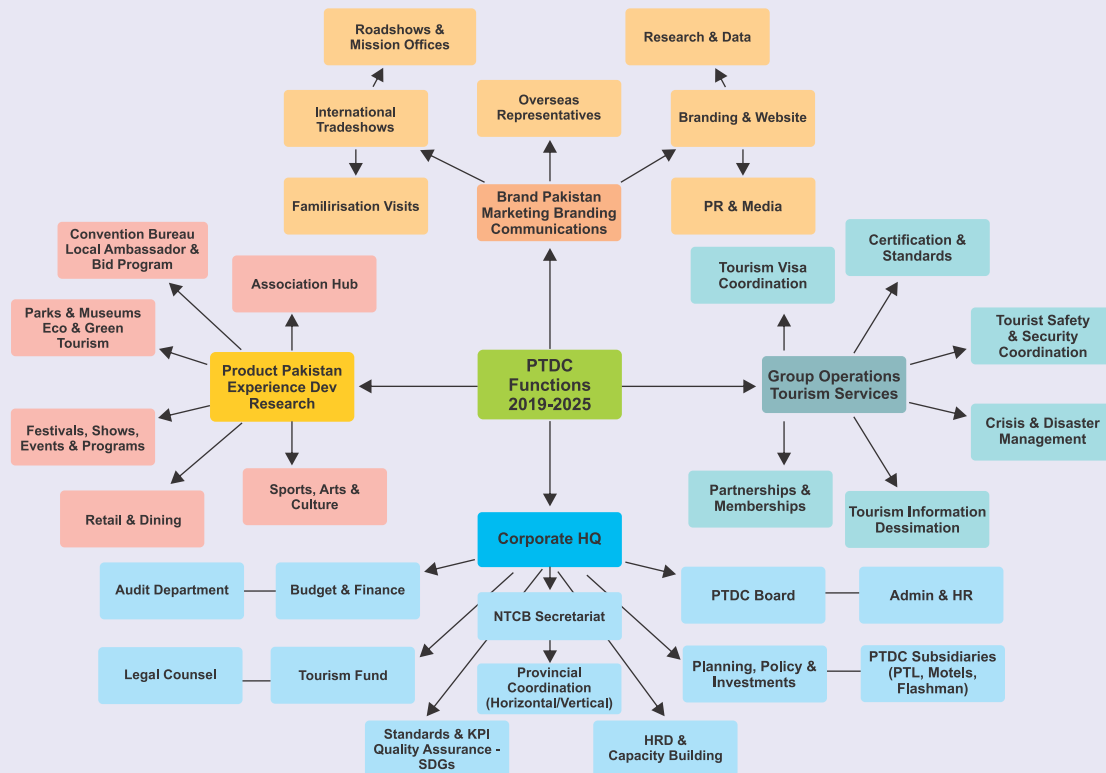 Roadshows &
Mission Offices
Research & Data
International
Tradeshows
Overseas
Representatives
Branding & Website
Familirisation Visits
Brand Pakistan
Marketing Branding
Communications
PR & Media
Convention Bureau
Local Ambassador &
Bid Program
Association Hub
Tourism Visa
Coordination
Certification &
Standards
Parks & Museums
Eco & Green
Tourism
Tourist Safety
& Security
Coordination
Product Pakistan
Experience Dev
Research
PTDC
Functions
2019-2025
Group Operations
Tourism Services
Festivals, Shows,
Events & Programs
Crisis & Disaster
Management
Retail & Dining
Sports, Arts &
Culture
Partnerships &
Memberships
Tourism Information
Dessimation
Corporate HQ
Audit Department
Budget & Finance
NTCB Secretariat
PTDC Board
Admin & HR
Legal Counsel
Tourism Fund
Provincial
Coordination
(Horizontal/Vertical)
Planning, Policy &
Investments
PTDC Subsidiaries
(PTL, Motels,
Flashman)
Standards & KPI
Quality Assurance -
SDGs
HRD &
Capacity Building